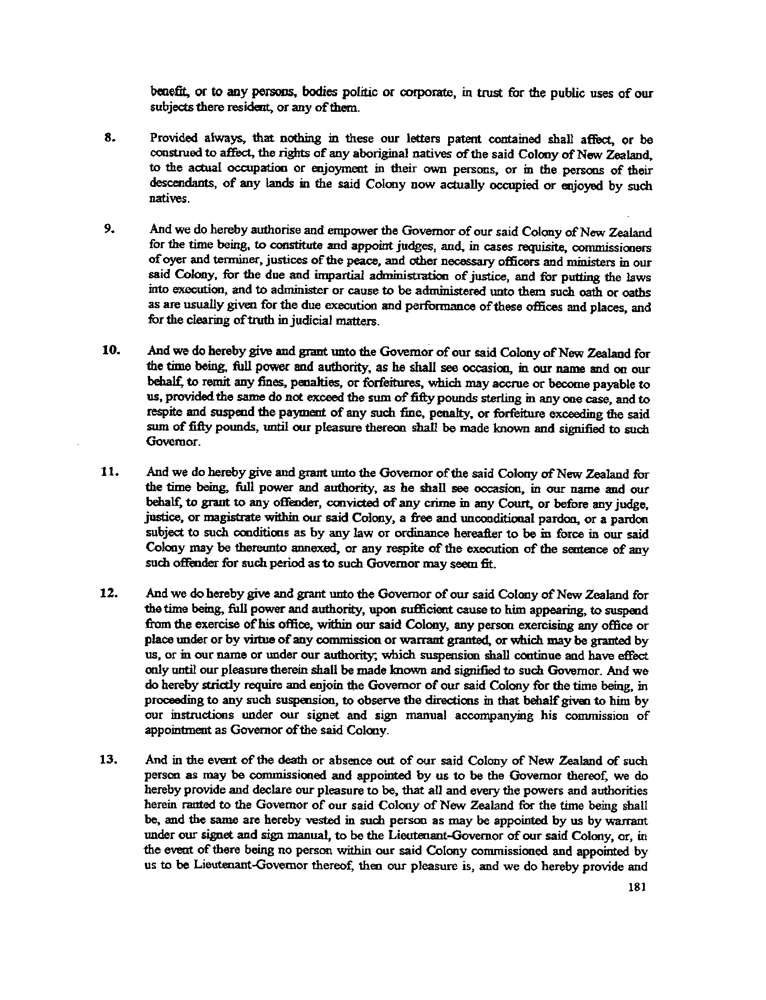 benefit, or to any persons, bodies politic or corporate, in trust for the public uses of our
subjects there resident, or any of them.
8. Provided always, that nothing in these our letters patent contained shall affect, or be
construed to affect, the rights of any aboriginal natives of the said Colony of New Zealand,
to the actual occupation or enjoyment in their own persons, or in the persons of their
descendants, of any lands in the said Colony now actually occupied or enjoyed by such
natives.
9. And we do hereby authorise and empower the Governor of our said Colony of New Zealand
for the time being, to constitute and appoint judges, and, in cases requisite, commissioners
of oyer and terminer, justices of the peace, and other necessary officers and ministers in our
said Colony, for the due and impartial administration of justice, and for putting the laws
into execution, and to administer or cause to be administered unto them such oath or oaths
as are usually given for the due execution and performance of these offices and places, and
for the clearing of truth in judicial matters.
10. And we do hereby give and grant unto the Governor of our said Colony of New Zealand for
the time being, full power and authority, as he shall see occasion, in our name and on our
behalf, to remit any fines, penalties, or forfeitures, which may accrue or become payable to
us, provided the same do not exceed the sum of fifty pounds sterling in any one case, and to
respite and suspend the payment of any such fine, penalty, or forfeiture exceeding the said
sum of fifty pounds, until our pleasure thereon shall be made known and signified to such
Governor.
11. And we do hereby give and grant unto the Governor of the said Colony of New Zealand for
the time being, full power and authority, as he shall see occasion, in our name and our
behalf, to grant to any offender, convicted of any crime in any Court, or before any judge,
justice, or magistrate within our said Colony, a free and unconditional pardon, or a pardon
subject to such conditions as by any law or ordinance hereafter to be in force in our said
Colony may be thereunto annexed, or any respite of the execution of the sentence of any
such offender for such period as to such Governor may seem fit.
12. And we do hereby give and grant unto the Governor of our said Colony of New Zealand for
the time being, full power and authority, upon sufficient cause to him appearing, to suspend
from the exercise of his office, within our said Colony, any person exercising any office or
place under or by virtue of any commission or warrant granted, or which may be granted by
us, or in our name or under our authority; which suspension shall continue and have effect
only until our pleasure therein shall be made known and signified to such Governor. And we
do hereby strictly require and enjoin the Governor of our said Colony for the time being, in
proceeding to any such suspension, to observe the directions in that behalf given to him by
our instructions under our signet and sign manual accompanying his commission of
appointment as Governor of the said Colony.
13. And in the event of the death or absence out of our said Colony of New Zealand of such
person as may be commissioned and appointed by us to be the Governor thereof, we do
hereby provide and declare our pleasure to be, that all and every the powers and authorities
herein ranted to the Governor of our said Colony of New Zealand for the time being shall
be, and the same are hereby vested in such person as may be appointed by us by warrant
under our signet and sign manual, to be the Lieutenant-Governor of our said Colony, or, in
the event of there being no person within our said Colony commissioned and appointed by
us to be Lieutenant-Governor thereof, then our pleasure is, and we do hereby provide and
181